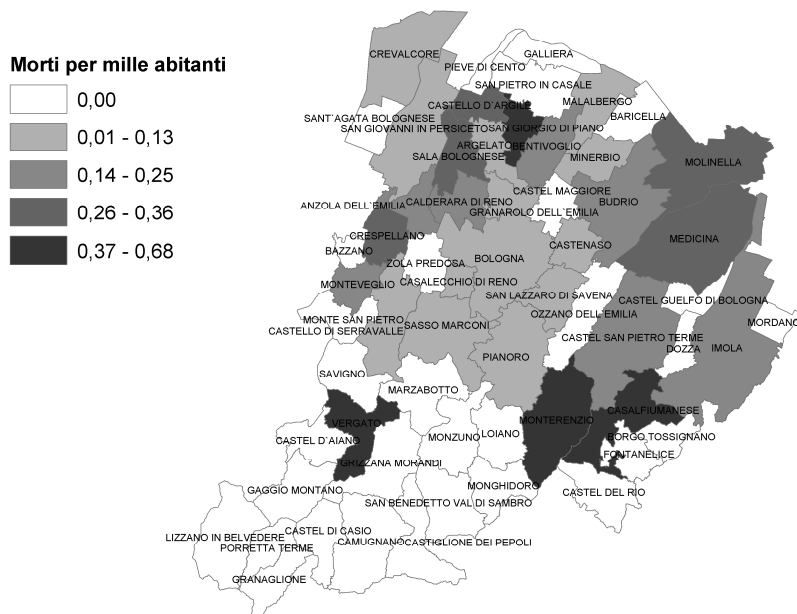 Morti per mille abitanti
0,00
0,01 - 0,13
0,14 - 0,25
0,26 - 0,36
0,37 - 0,68
CREVALCORE
GALLIERA
PIEVE DI CENTO
SAN PIETRO IN CASALE
CASTELLO D`ARGILE
MALALBERGO
BARICELLA
SANT`AGATA BOLOGNESE
SAN GIOVANNI IN PERSICETO
SAN GIORGIO DI PIANO
ARGELATO
BENTIVOGLIO
SALA BOLOGNESE
MINERBIO
MOLINELLA
CASTEL MAGGIORE
ANZOLA DELL`EMILIA
CALDERARA DI RENO
BUDRIO
GRANAROLO DELL`EMILIA
CRESPELLANO
MEDICINA
BAZZANO
CASTENASO
ZOLA PREDOSA
BOLOGNA
MONTEVEGLIO
CASALECCHIO DI RENO
SAN LAZZARO DI SAVENA
CASTEL GUELFO DI BOLOGNA
OZZANO DELL`EMILIA
MONTE SAN PIETRO
MORDANO
SASSO MARCONI
CASTELLO DI SERRAVALLE
CASTEL SAN PIETRO TERME
DOZZA
IMOLA
PIANORO
SAVIGNO
MARZABOTTO
CASALFIUMANESE
VERGATO
MONTERENZIO
CASTEL D`AIANO
MONZUNO
LOIANO
BORGO TOSSIGNANO
FONTANELICE
GRIZZANA MORANDI
MONGHIDORO
GAGGIO MONTANO
CASTEL DEL RIO
SAN BENEDETTO VAL DI SAMBRO
CASTEL DI CASIO
LIZZANO IN BELVEDERE
CAMUGNANO
CASTIGLIONE DEI PEPOLI
PORRETTA TERME
GRANAGLIONE